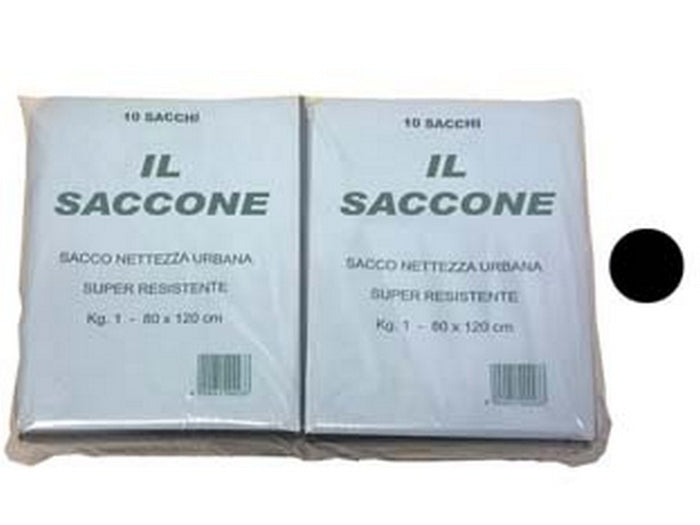 10 SACCHI
IL
SACCONE
SACCO NETTEZZA URBANA
SUPER RESISTENTE
Kg. 1 - 80 x 120 cm
10 SACCHI
IL
SACCONE
SACCO NETTEZZA URBANA
SUPER RESISTENTE
Kg. 1 - 80 x 120 cm